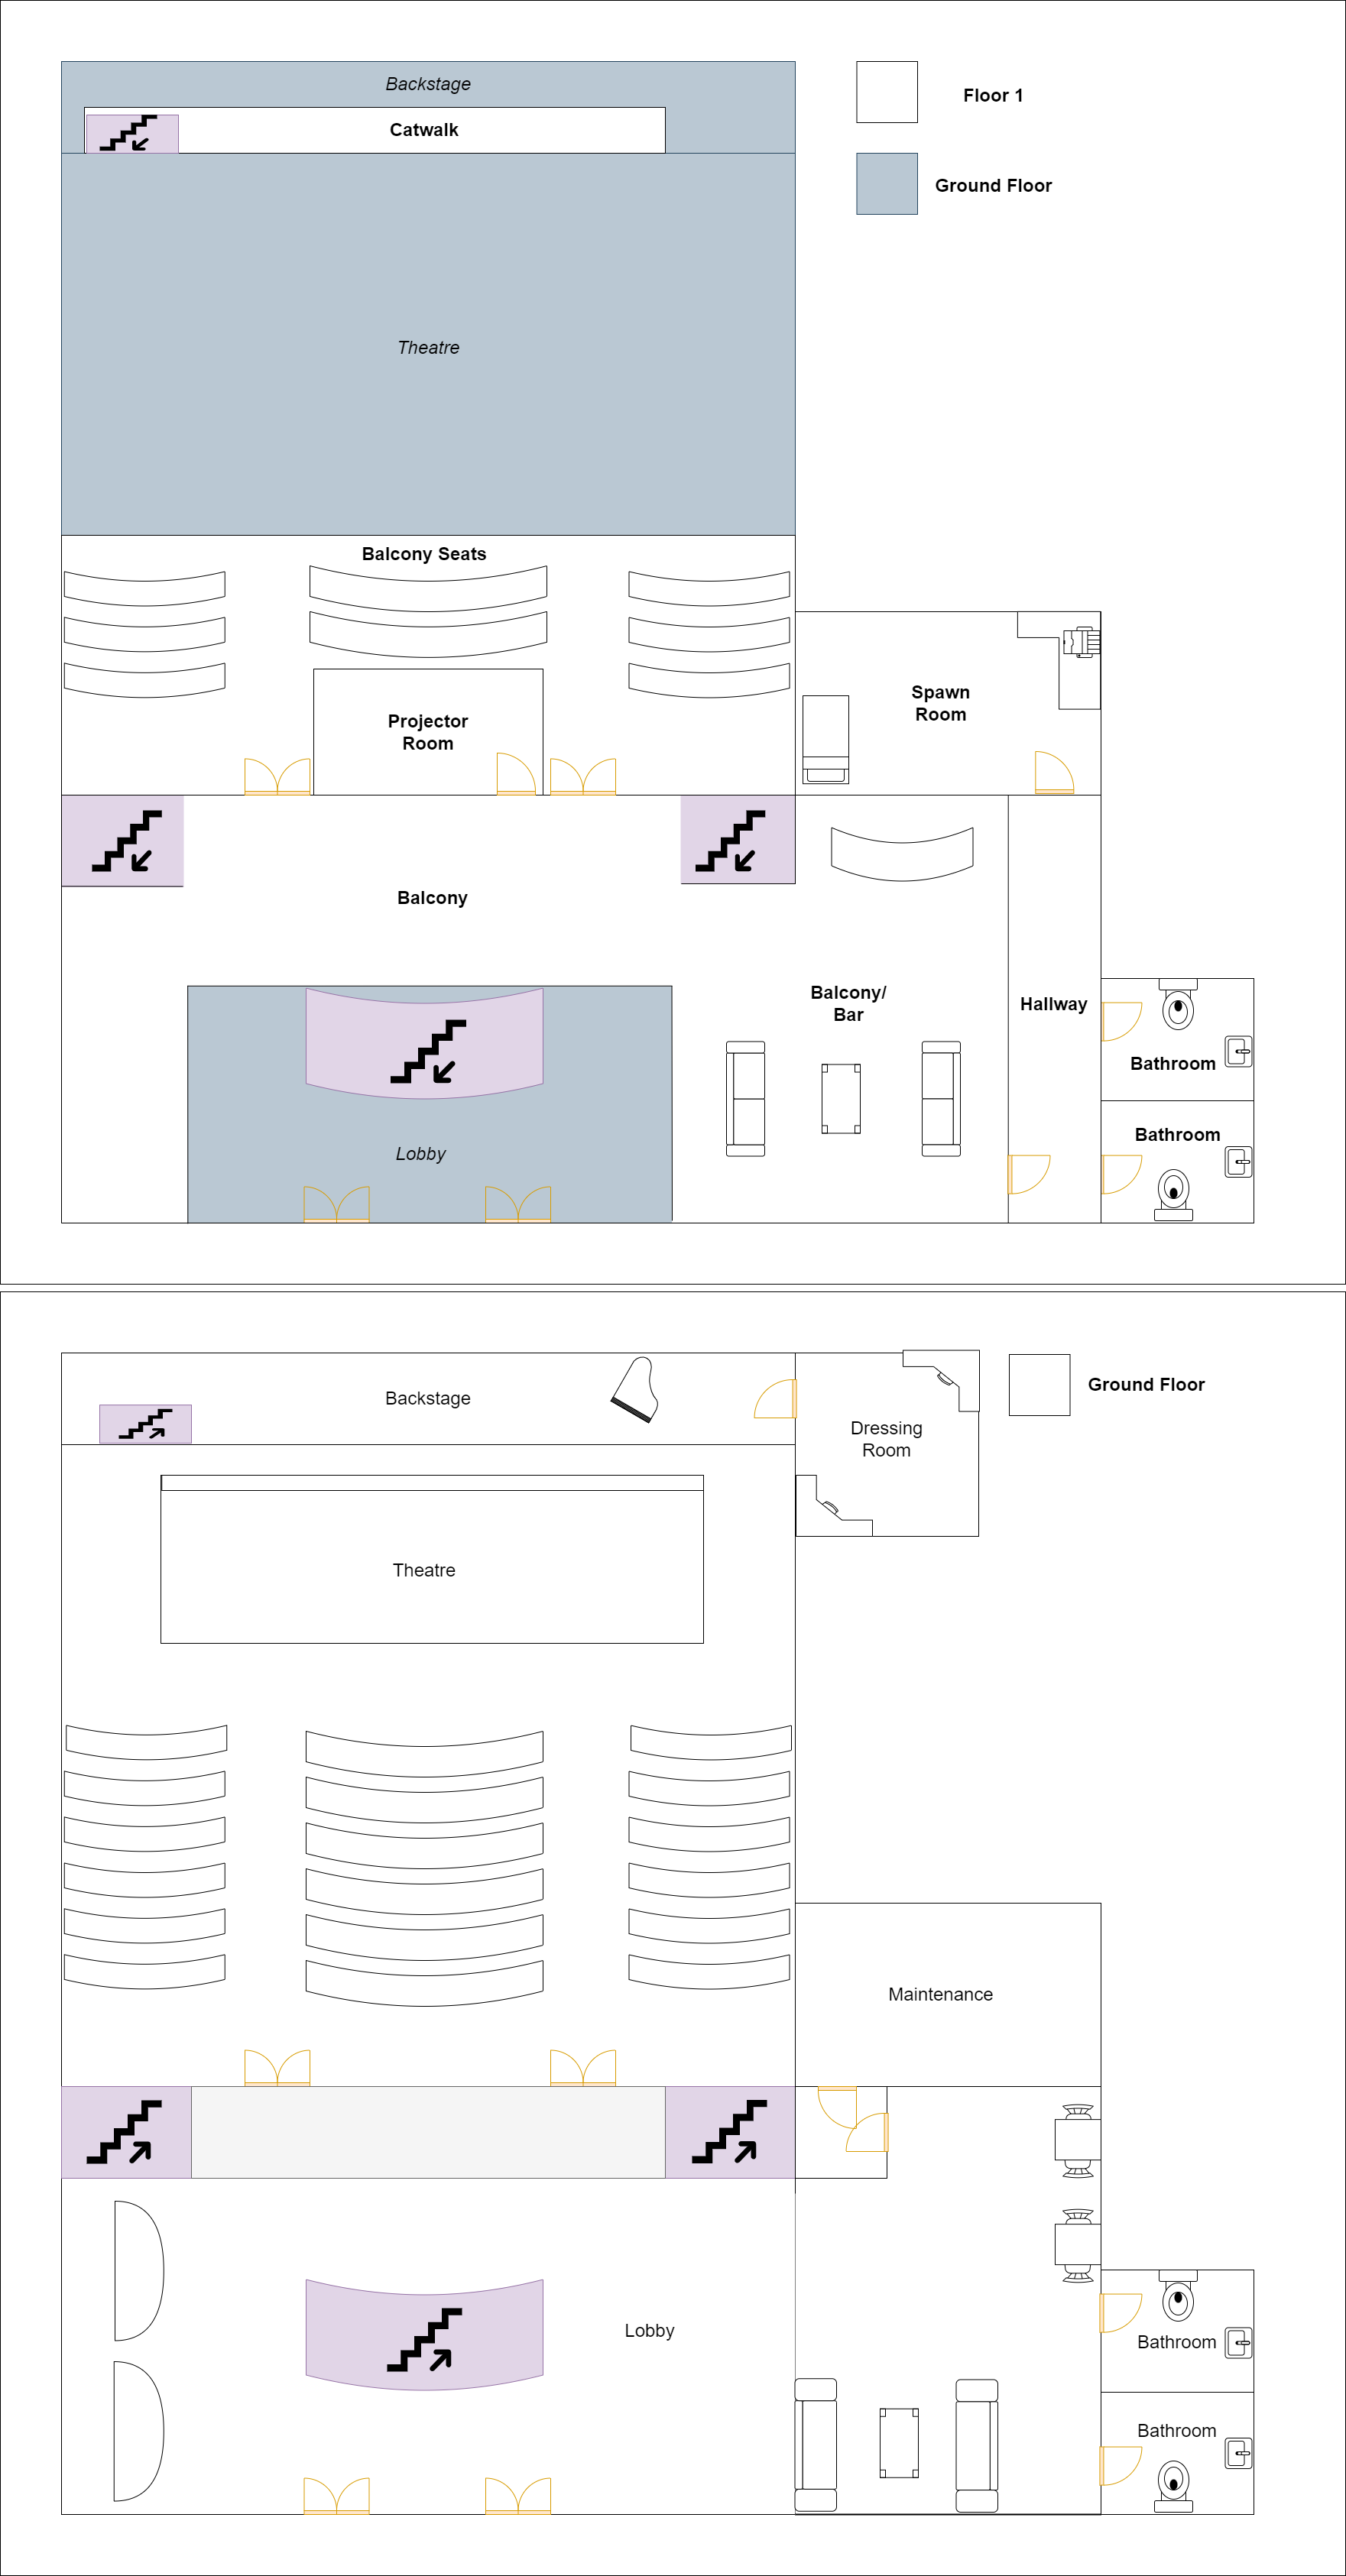 Backstage
Catwalk
Floor 1
Ground Floor
Theatre
Balcony Seats
Projector
Room
Spawn
Room
Balcony
Balcony/
Bar
Hallway
Bathroom
Bathroom
Lobby
Backstage
Ground Floor
Dressing
Room
Theatre
Maintenance
Lobby
Bathroom
Bathroom